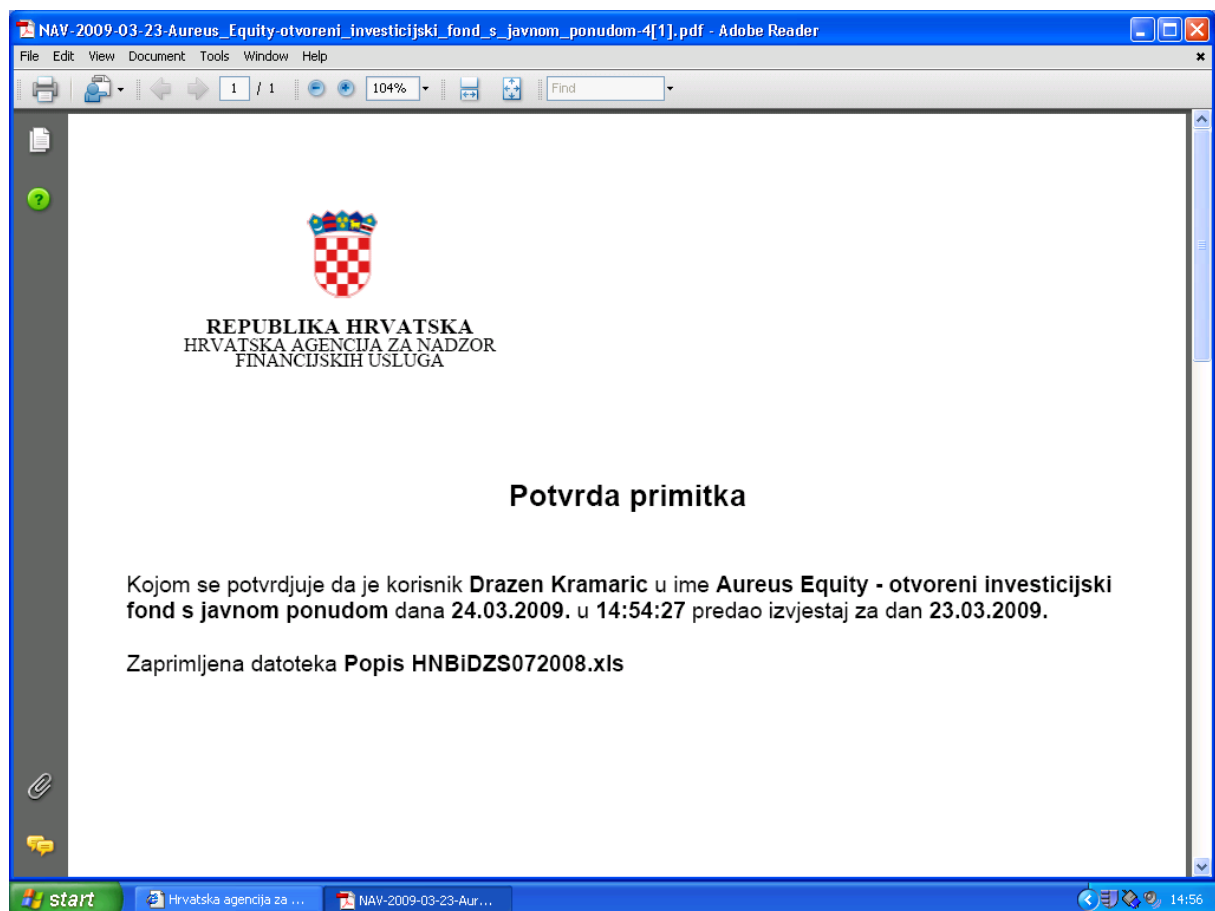 NAV-2009-03-23-Aureus_Equity-otvoreni_investicijski_fond_s_javnom_ponudom-4[1].pdf - Adobe Reader
File Edit View Document Tools Window Help
1 / 1 104% Find
REPUBLIKA HRVATSKA
HRVATSKA AGENCIJA ZA NADZOR
FINANCIJSKIH USLUGA
Potvrda primitka
Kojom se potvrdjuje da je korisnik Drazen Kramaric u ime Aureus Equity - otvoreni investicijski
fond s javnom ponudom dana 24.03.2009. u 14:54:27 predao izvjestaj za dan 23.03.2009.
Zaprimljena datoteka Popis HNBiDZS072008.xls
start Hrvatska agencija za ... NAV-2009-03-23-Aur... 14:56